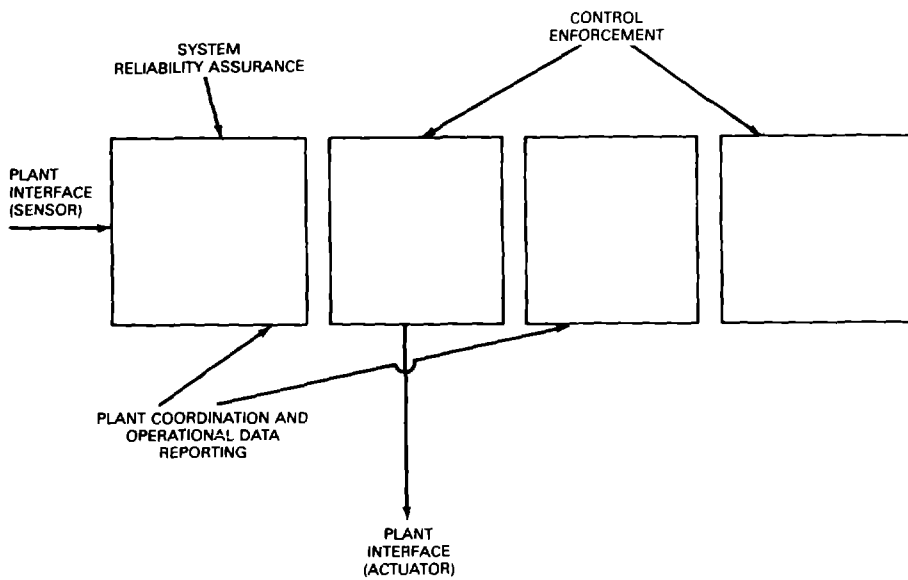 CONTROL
ENFORCEMENT
SYSTEM
RELIABILITY ASSURANCE
PLANT
INTERFACE
(SENSOR)
PLANT COORDINATION AND
OPERATIONAL DATA
REPORTING
PLANT
INTERFACE
(ACTUATOR)